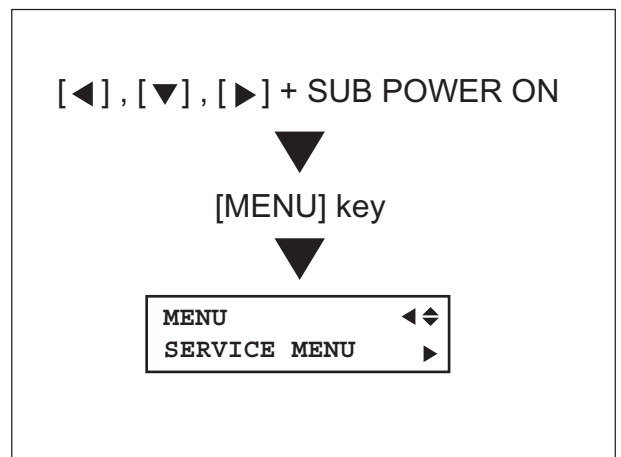 [◀] , [▼] , [▶] + SUB POWER ON
[MENU] key
MENU
SERVICE MENU